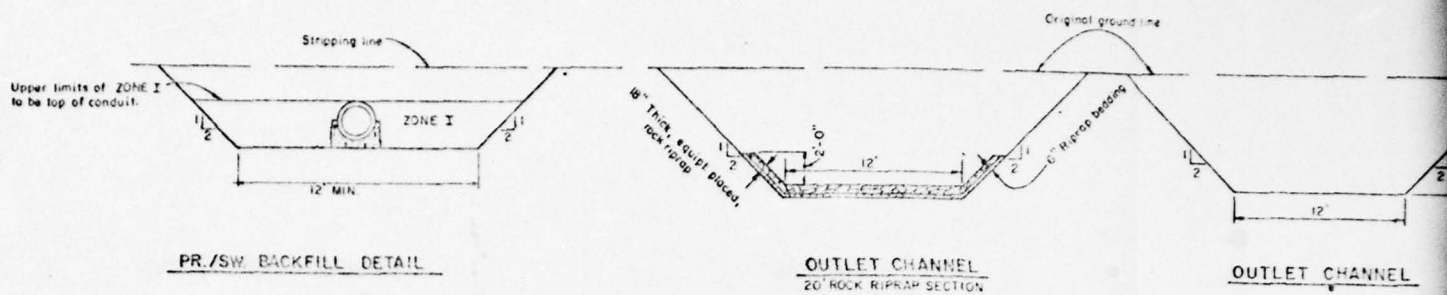 Stripping line
Upper limits of ZONE I
to be top of conduit.
ZONE I
1
2
1
2
12' MIN.
PR./SW. BACKFILL DETAIL
Original ground line
18" Thick, equipt placed,
rock riprap
1
2
2'-0"
12'
1
2
6" Riprap bedding
OUTLET CHANNEL
20' ROCK RIPRAP SECTION
1
2
12'
2
OUTLET CHANNEL